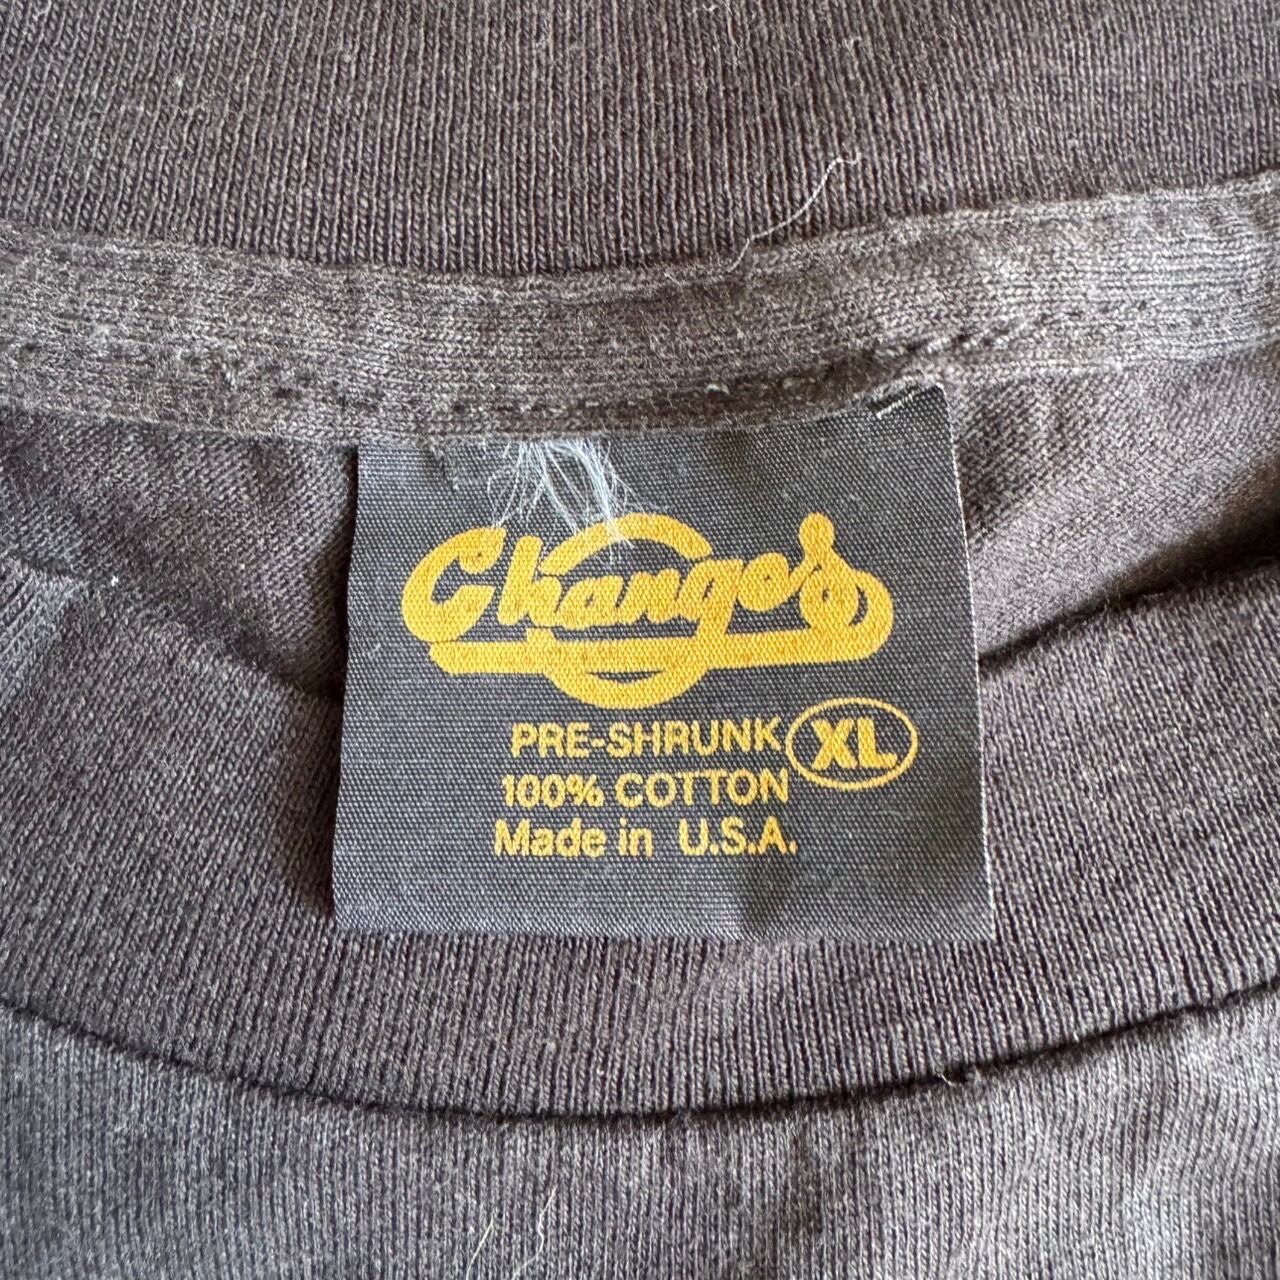 Changes
PRE-SHRUNK XL
100% COTTON
Made in U.S.A.